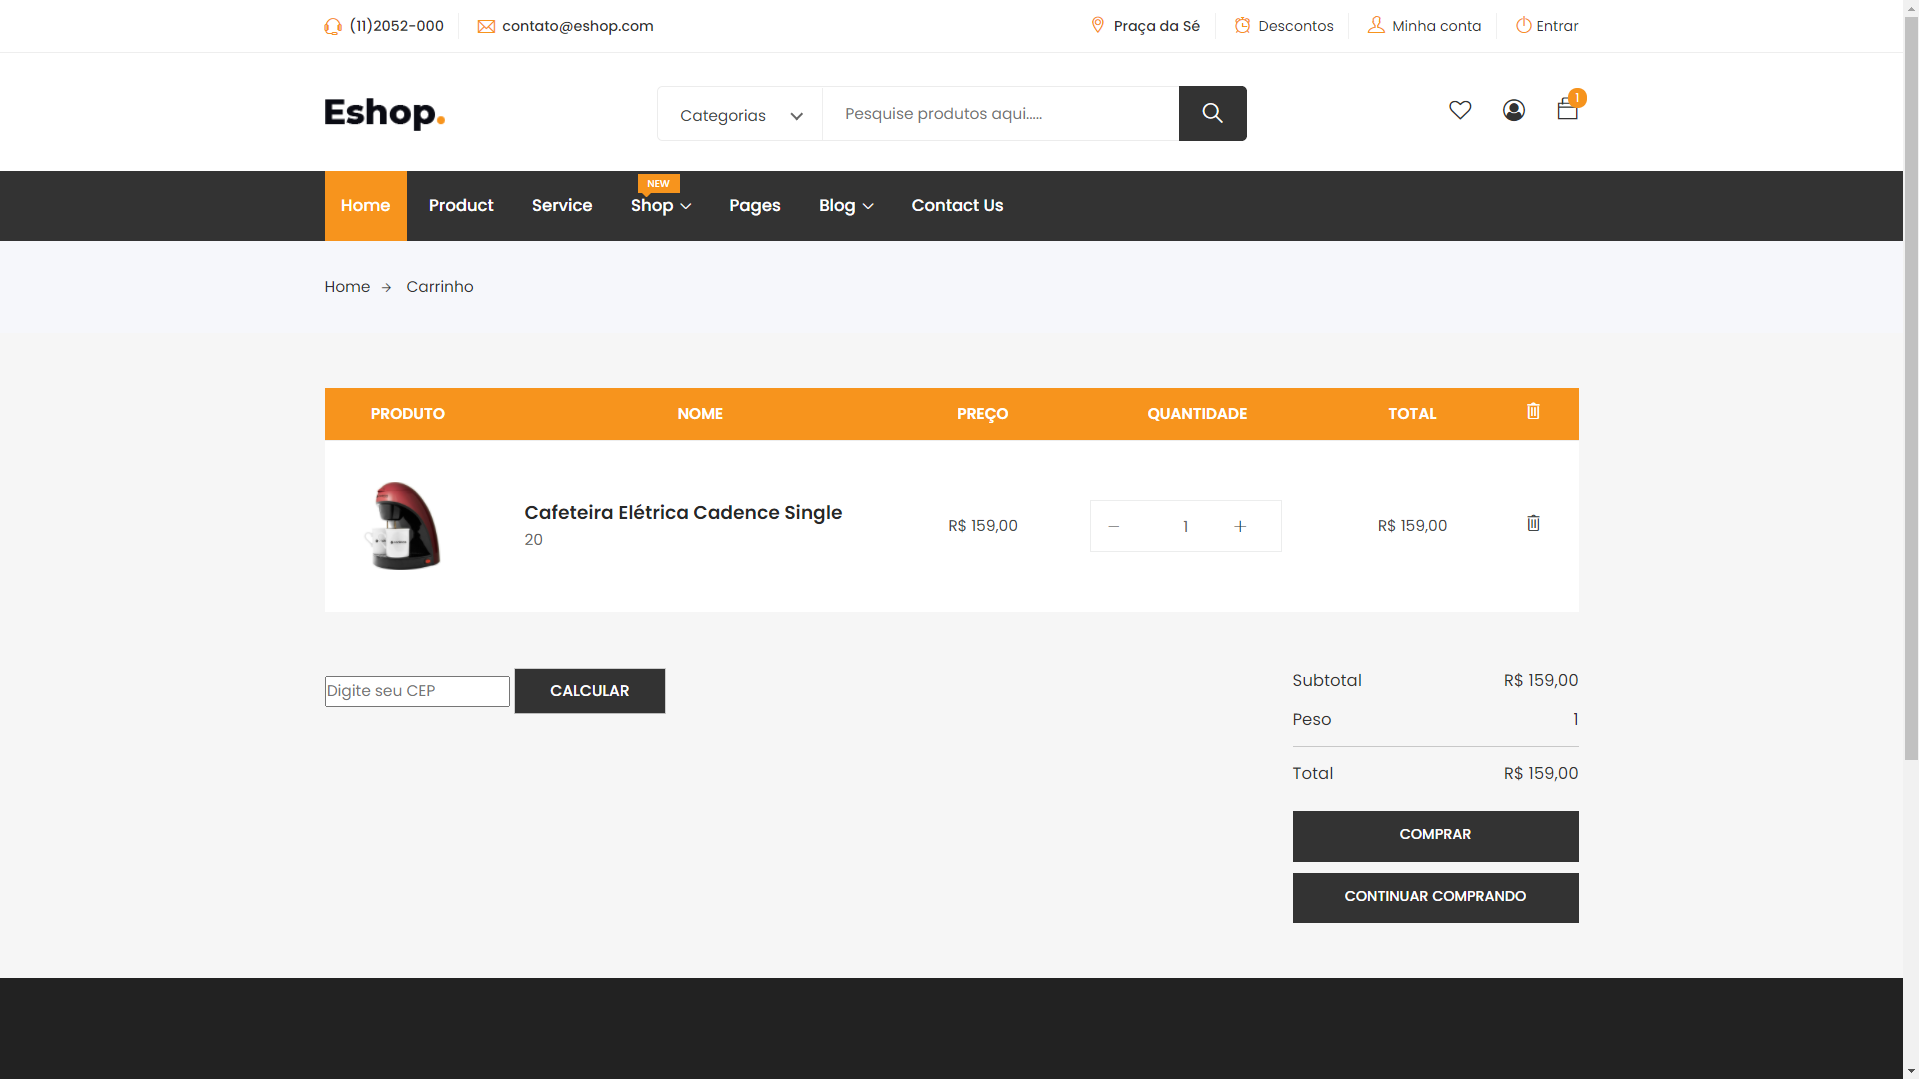 (11)2052-000
contato@eshop.com
Praça da Sé
Descontos
Minha conta
Entrar
Eshop.
Categorias
Pesquise produtos aqui.....
1
NEW
Home
Product
Service
Shop
Pages
Blog
Contact Us
Home
Carrinho
PRODUTO
NOME
PREÇO
QUANTIDADE
TOTAL
Cafeteira Elétrica Cadence Single
20
R$ 159,00
1
R$ 159,00
Digite seu CEP
CALCULAR
Subtotal R$ 159,00
Peso 1
Total R$ 159,00
COMPRAR
CONTINUAR COMPRANDO